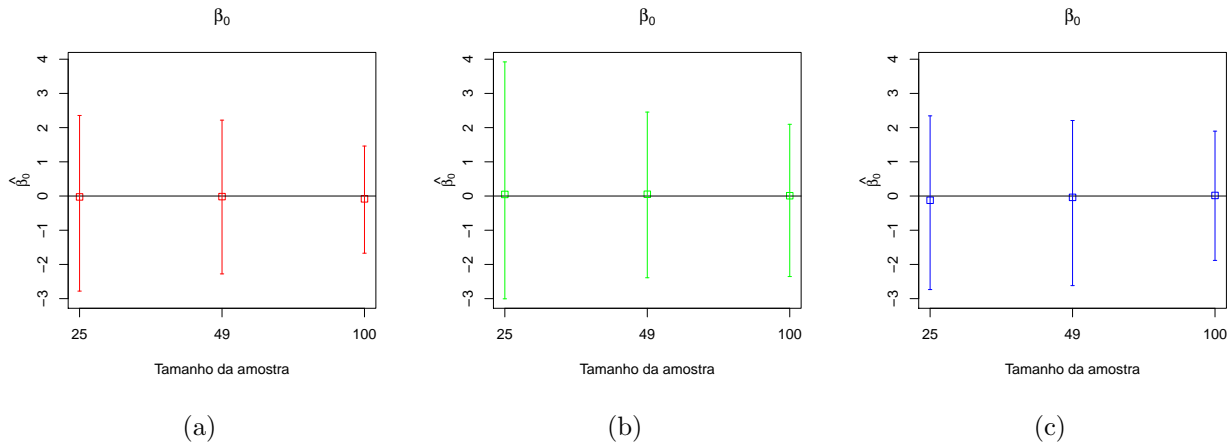 β₀
4
3
2
1
0
−1
−2
−3
β̂₀
25 49 100
Tamanho da amostra
(a)
β₀
4
3
2
1
0
−1
−2
−3
β̂₀
25 49 100
Tamanho da amostra
(b)
β₀
4
3
2
1
0
−1
−2
−3
β̂₀
25 49 100
Tamanho da amostra
(c)